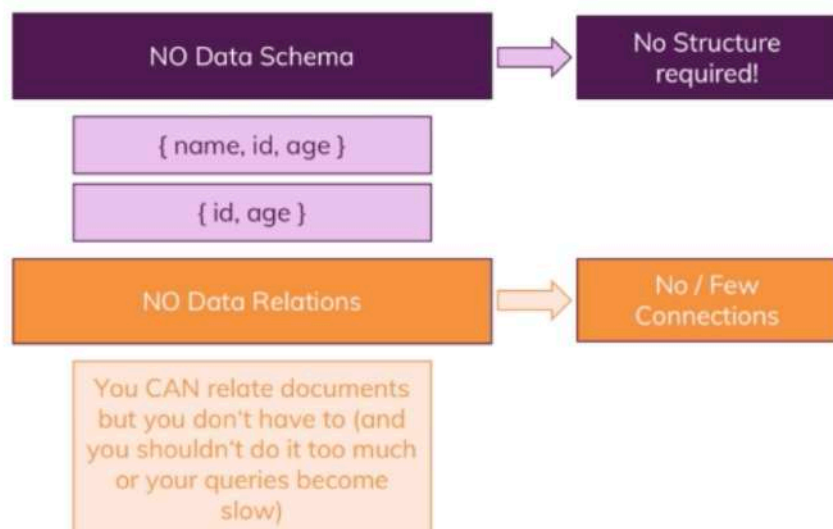 NO Data Schema
No Structure
required!
{ name, id, age }
{ id, age }
NO Data Relations
No / Few
Connections
You CAN relate documents
but you don't have to (and
you shouldn't do it too much
or your queries become
slow)